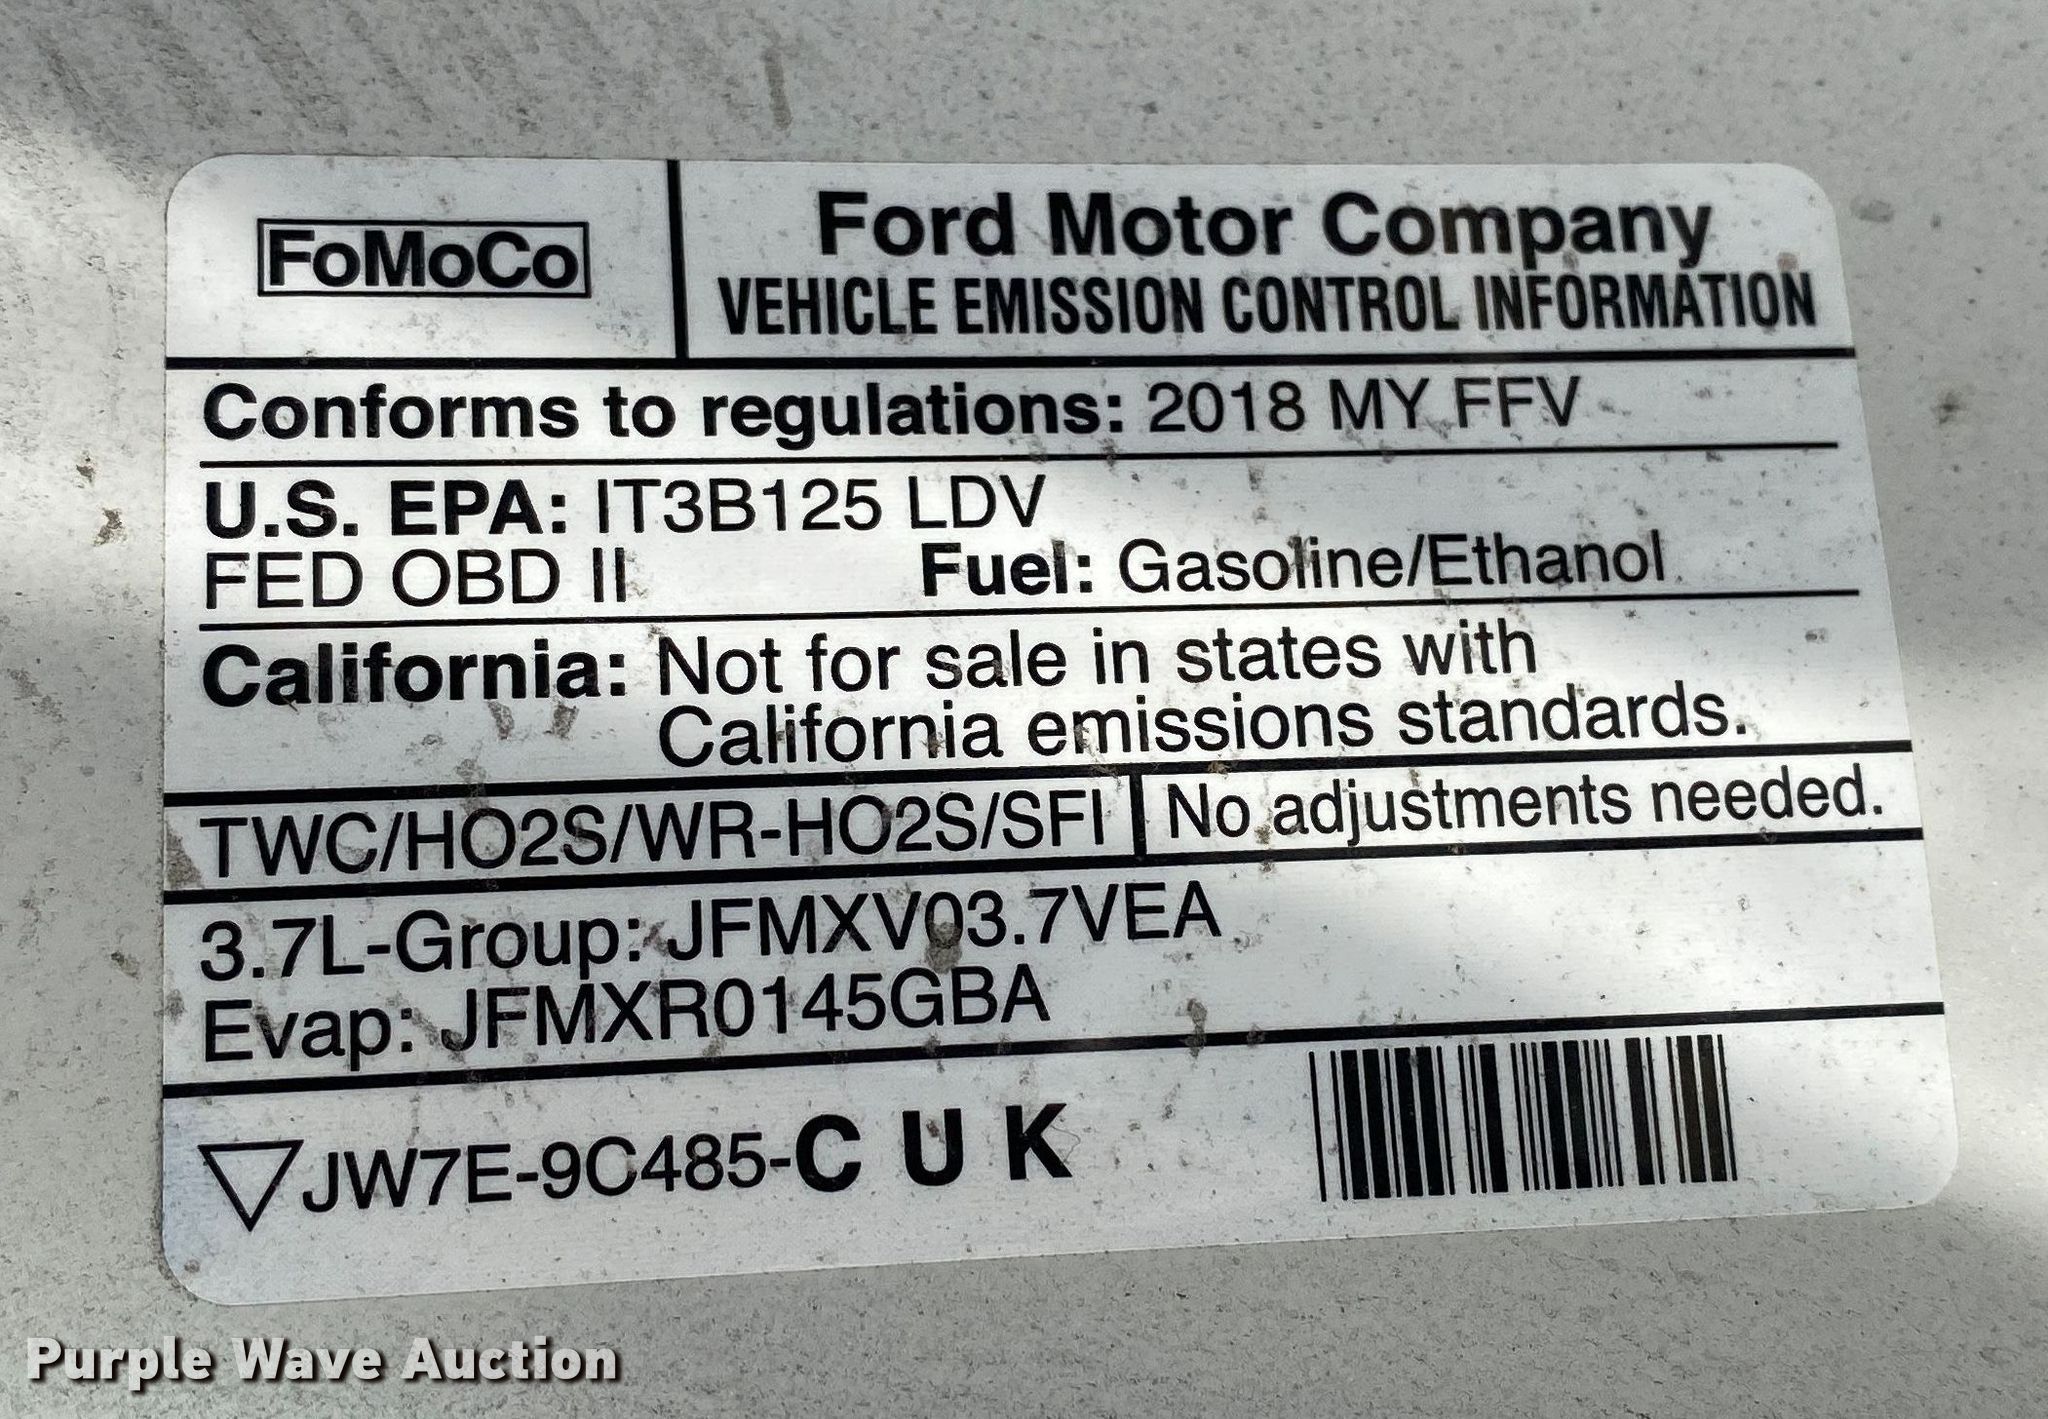 FoMoCo
Ford Motor Company
VEHICLE EMISSION CONTROL INFORMATION
Conforms to regulations: 2018 MY FFV
U.S. EPA: IT3B125 LDV
FED OBD II Fuel: Gasoline/Ethanol
California: Not for sale in states with
California emissions standards.
TWC/HO2S/WR-HO2S/SFI No adjustments needed.
3.7L-Group: JFMXV03.7VEA
Evap: JFMXR0145GBA
JW7E-9C485-C U K
Purple Wave Auction